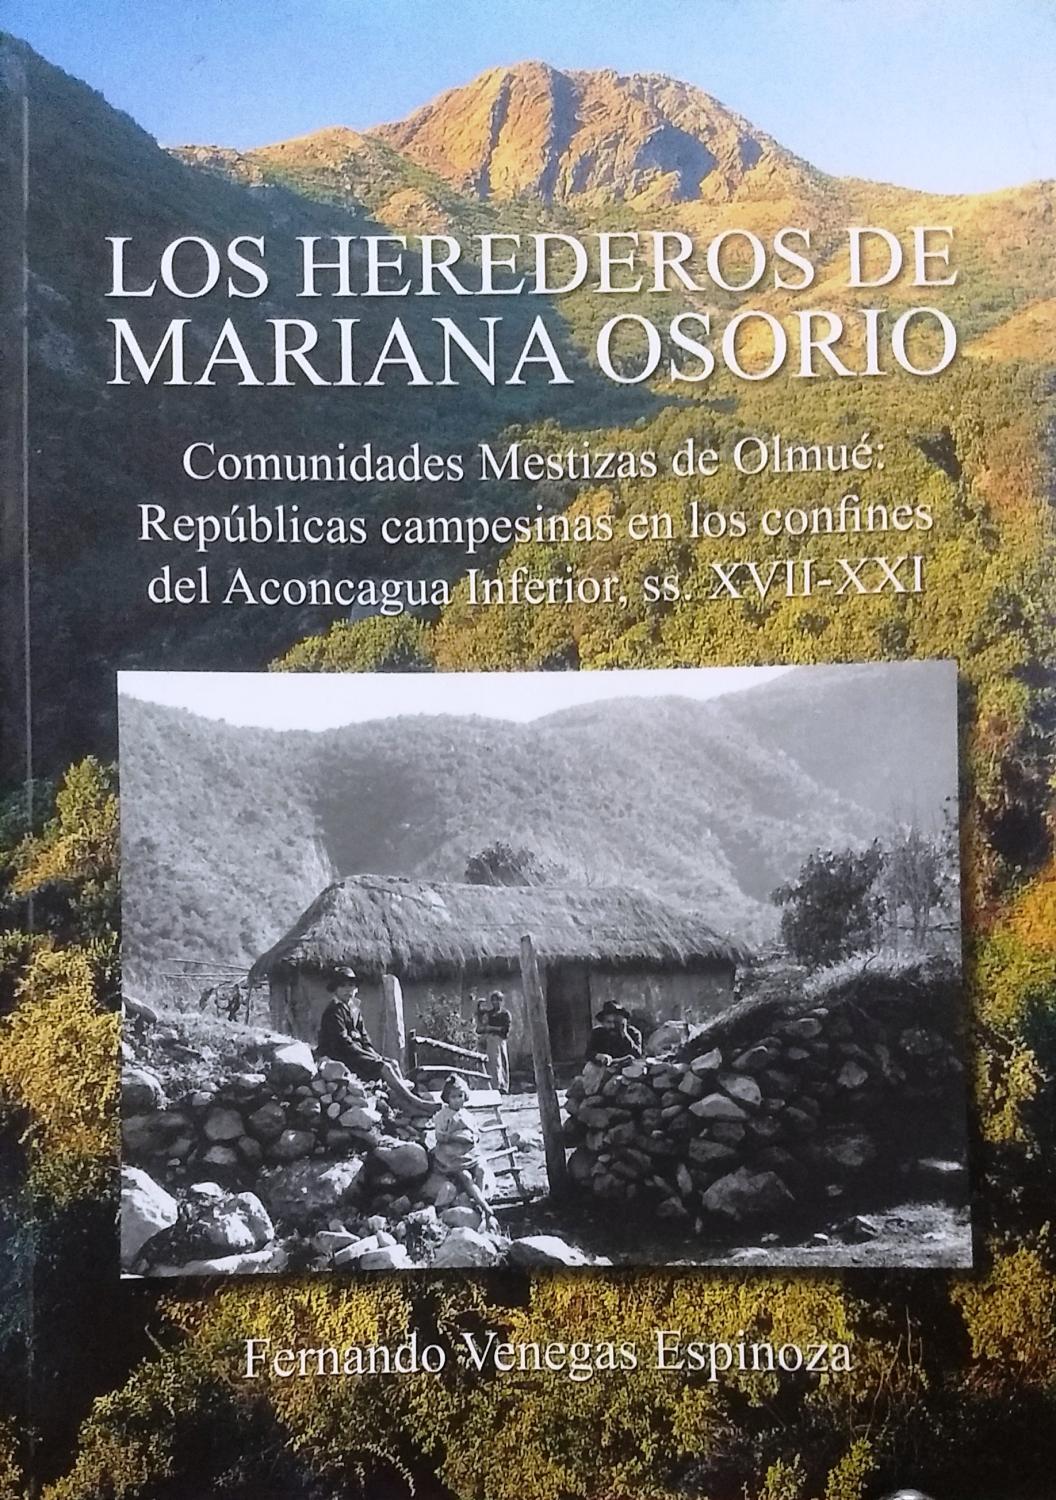 LOS HEREDEROS DE
MARIANA OSORIO
Comunidades Mestizas de Olmué:
Repúblicas campesinas en los confines
del Aconcagua Inferior, ss. XVII-XXI
Fernando Venegas Espinoza